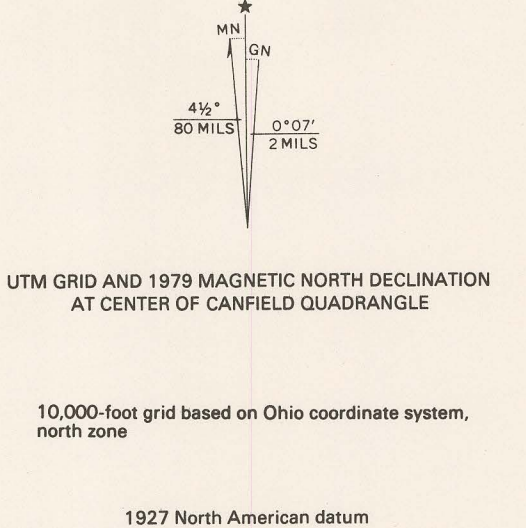 ★
MN
GN
4½°
80 MILS
0°07′
2 MILS
UTM GRID AND 1979 MAGNETIC NORTH DECLINATION
AT CENTER OF CANFIELD QUADRANGLE
10,000-foot grid based on Ohio coordinate system,
north zone
1927 North American datum